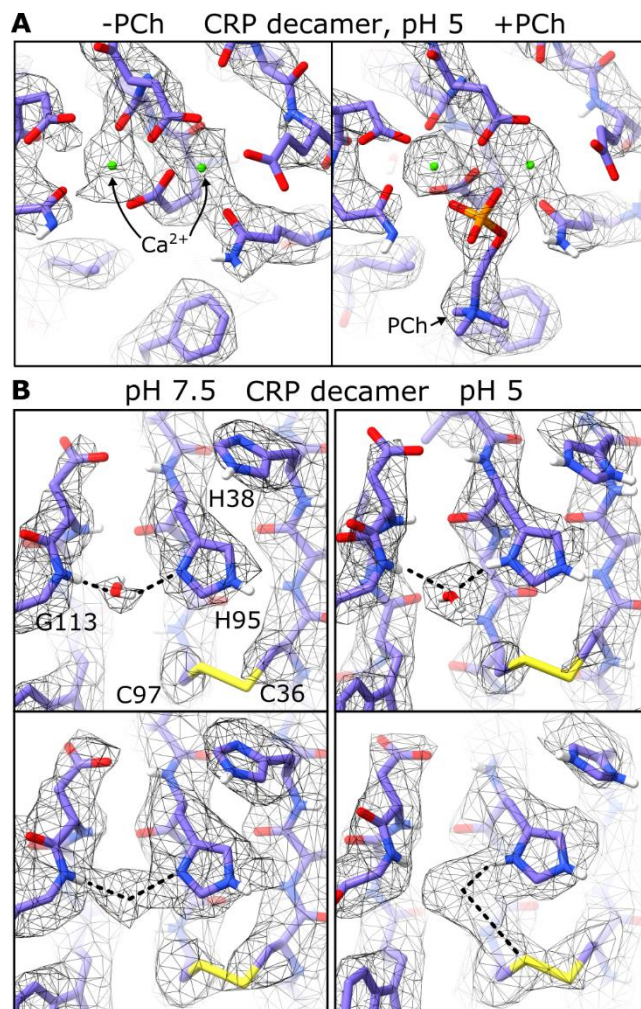 A -PCh CRP decamer, pH 5 +PCh
Ca²⁺
PCh
B pH 7.5 CRP decamer pH 5
H38
G113
H95
C97
C36